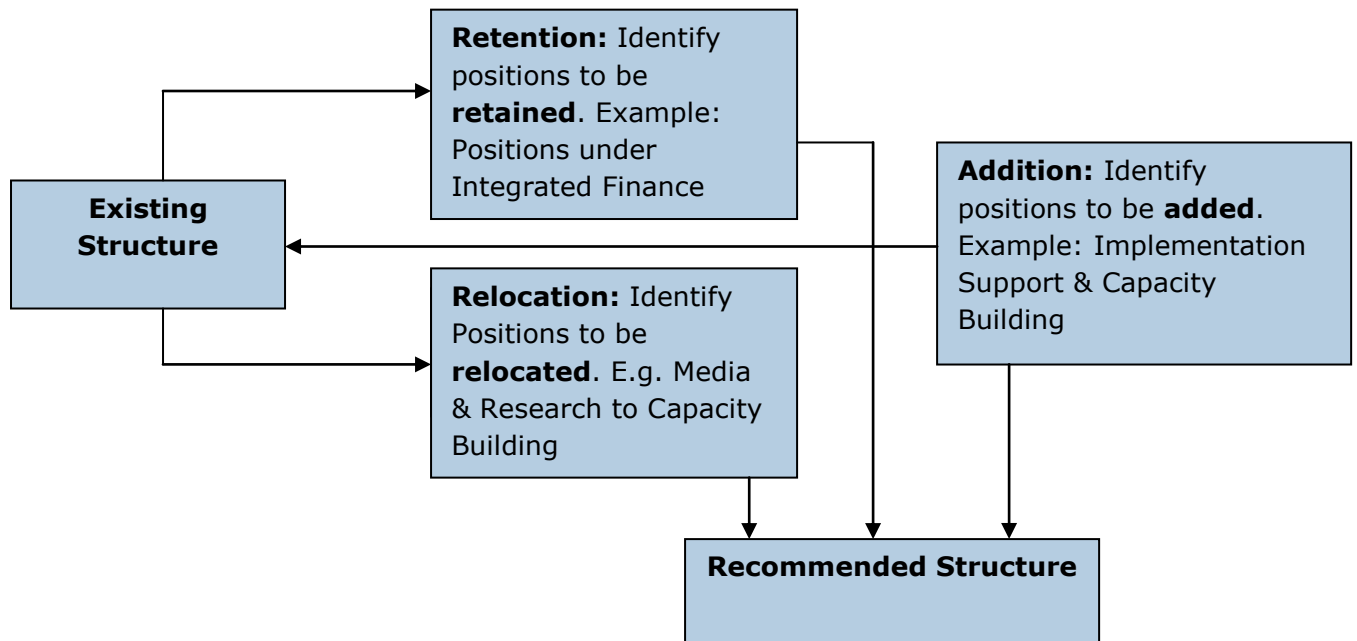 Retention: Identify
positions to be
retained. Example:
Positions under
Integrated Finance
Addition: Identify
positions to be added.
Example: Implementation
Support & Capacity
Building
Existing
Structure
Relocation: Identify
Positions to be
relocated. E.g. Media
& Research to Capacity
Building
Recommended Structure